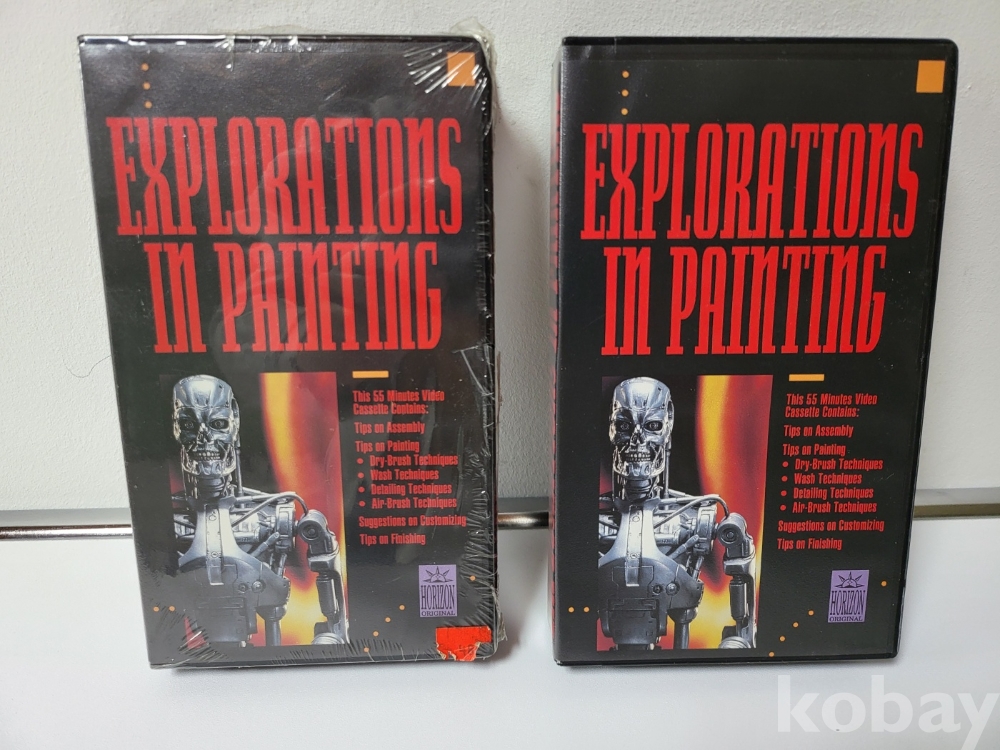 EXPLORATIONS
IN PAINTING
This 55 Minutes Video
Cassette Contains:
Tips on Assembly
Tips on Painting
• Dry-Brush Techniques
• Wash Techniques
• Detailing Techniques
• Air-Brush Techniques
Suggestions on Customizing
Tips on Finishing
HORIZON
ORIGINAL
EXPLORATIONS
IN PAINTING
This 55 Minutes Video
Cassette Contains:
Tips on Assembly
Tips on Painting
• Dry-Brush Techniques
• Wash Techniques
• Detailing Techniques
• Air-Brush Techniques
Suggestions on Customizing
Tips on Finishing
HORIZON
ORIGINAL
kobay